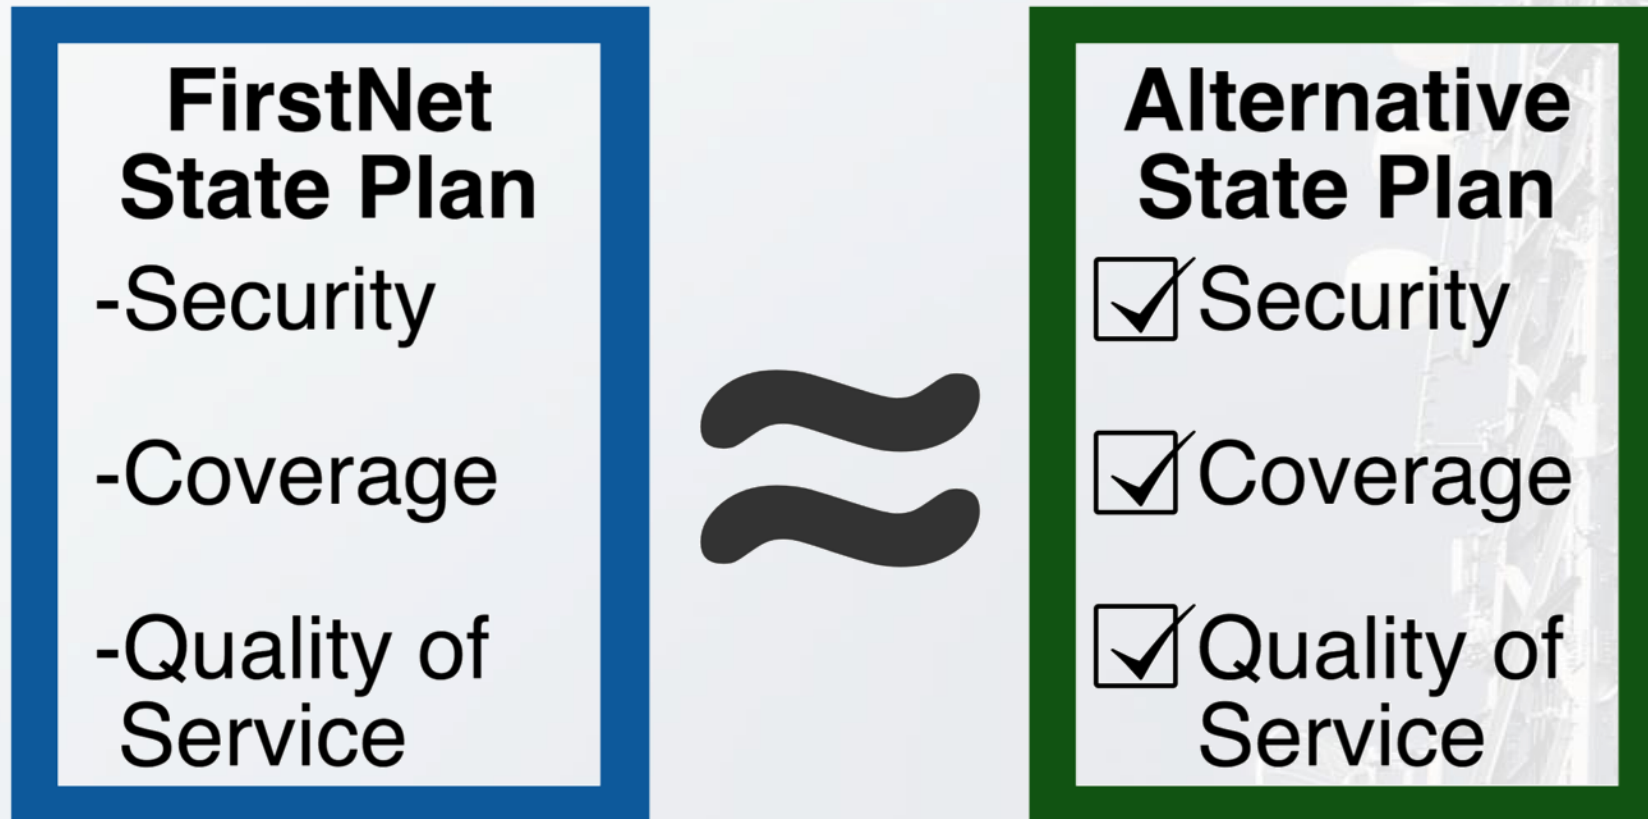 FirstNet
State Plan
-Security
-Coverage
-Quality of
Service
≈
Alternative
State Plan
Security
Coverage
Quality of
Service